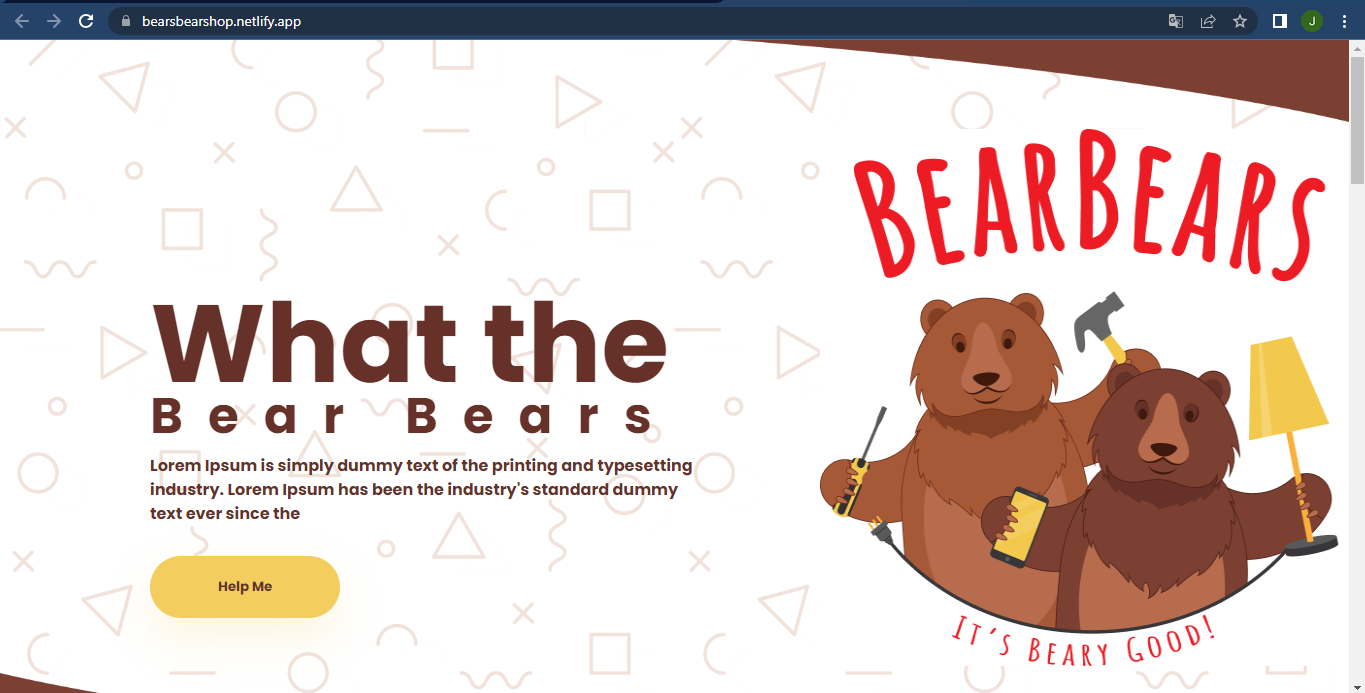 bearsbearshop.netlify.app
J
BEARBEARS
What the
Bear Bears
Lorem Ipsum is simply dummy text of the printing and typesetting
industry. Lorem Ipsum has been the industry's standard dummy
text ever since the
Help Me
IT'S BEARY GOOD!